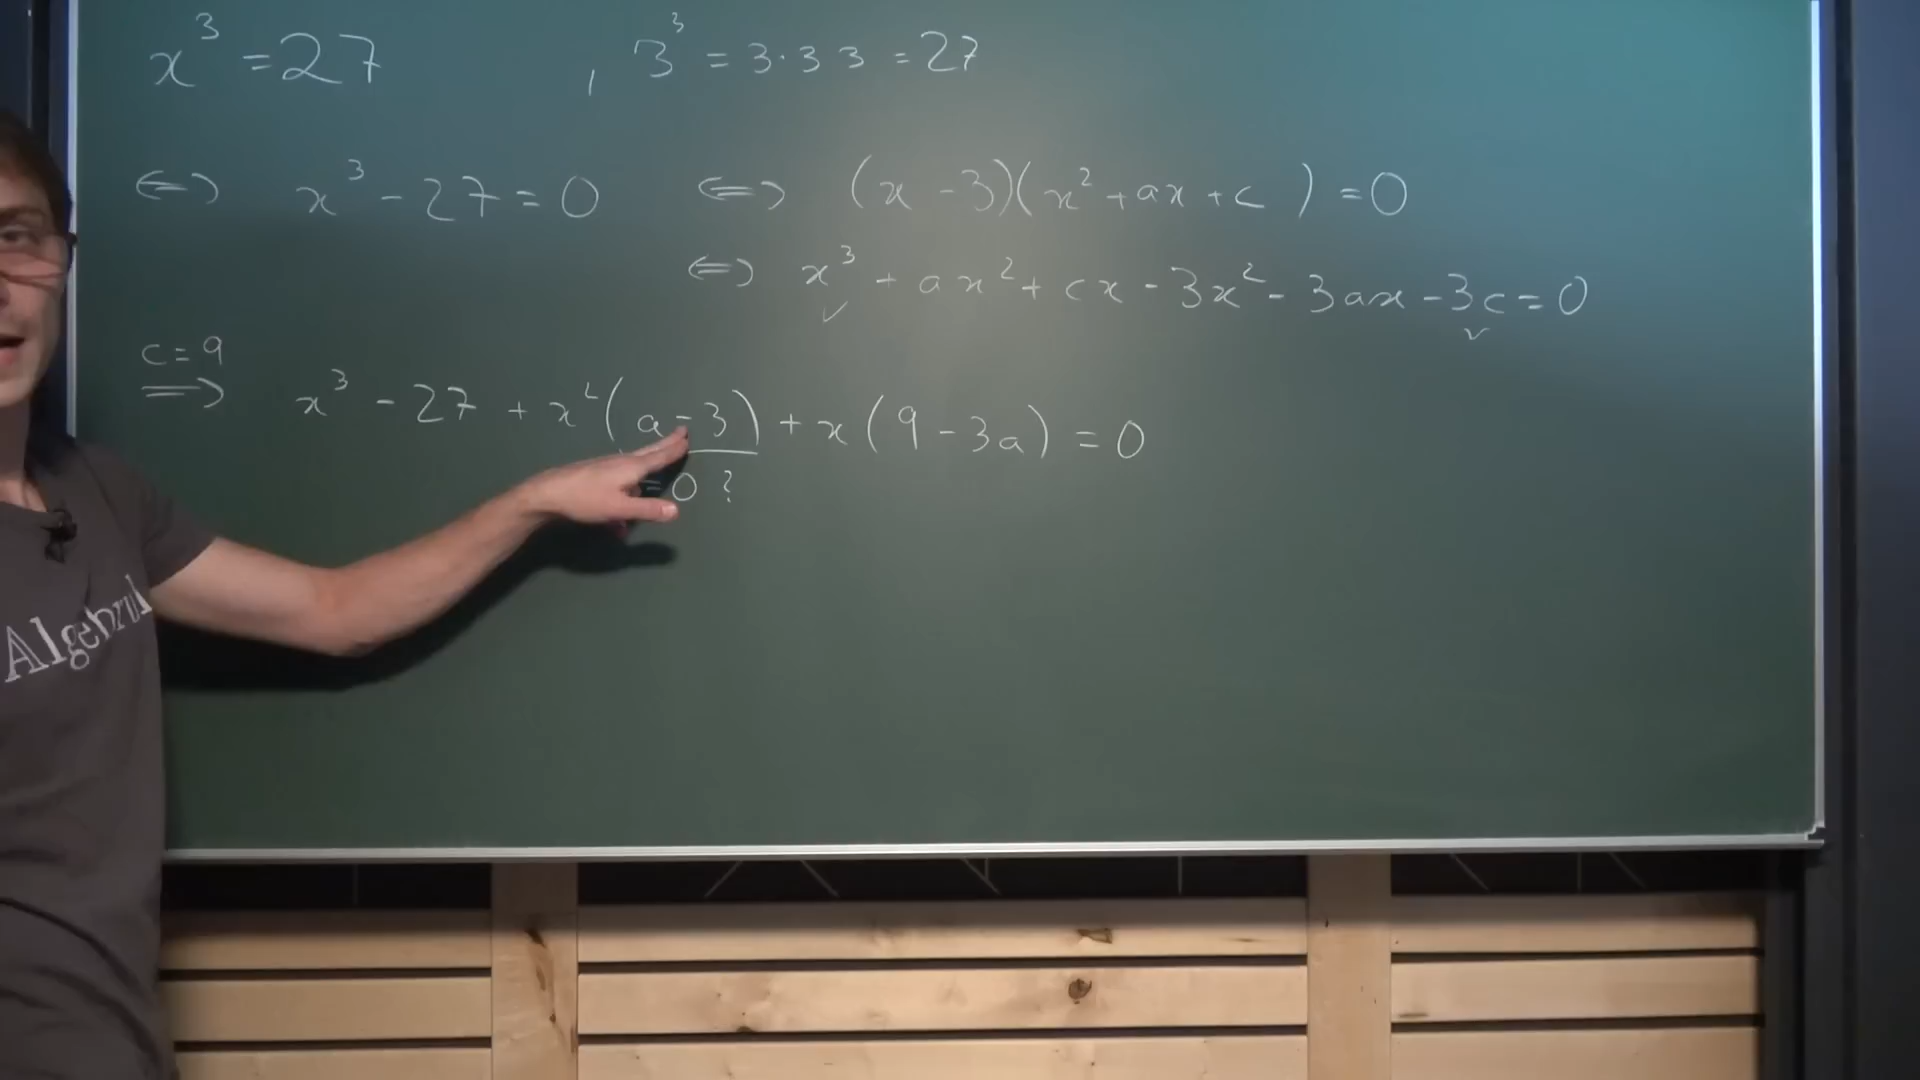 x³ = 27 , 3³ = 3·3 3 = 27
⟺ x³ - 27 = 0 ⟺ (x - 3)(x² + ax + c ) = 0
⟺ x³ + ax² + cx - 3x² - 3ax - 3c = 0
✓ ✓
c = 9
⟹ x³ - 27 + x²(a - 3) + x(9 - 3a) = 0
= 0 ?